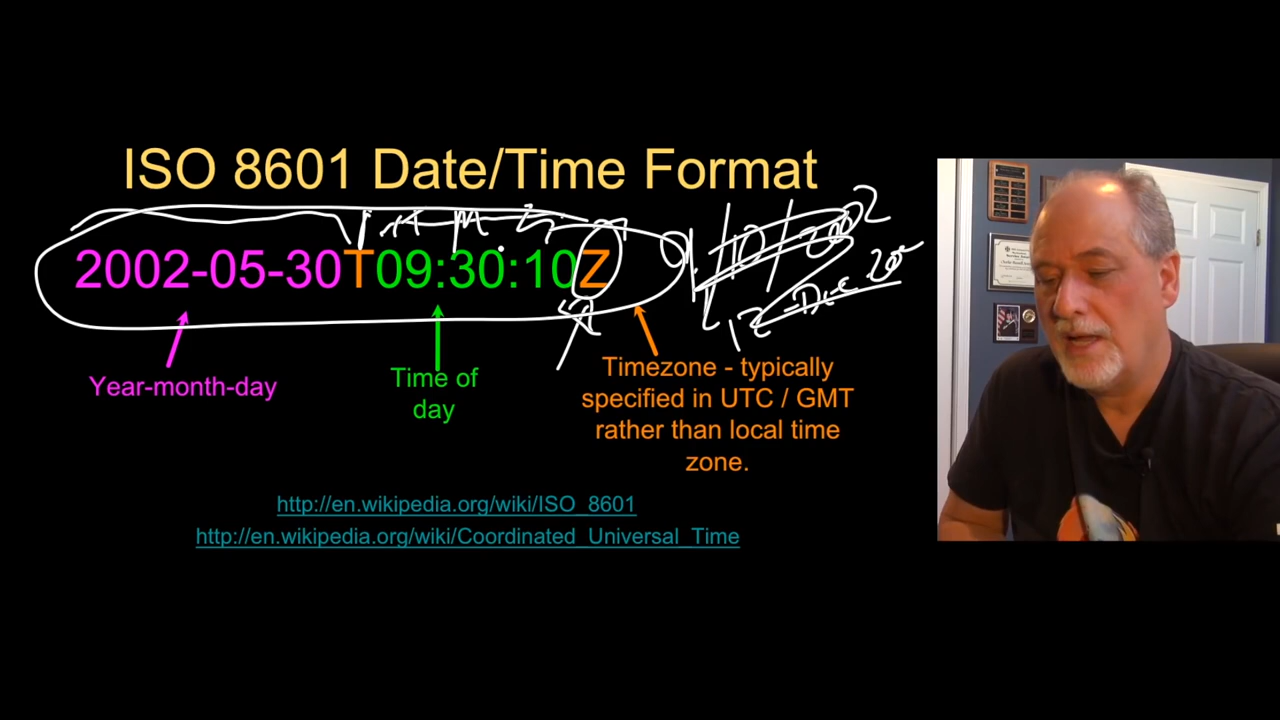 ISO 8601 Date/Time Format
2002-05-30T09:30:10Z
Year-month-day
Time of
day
Timezone - typically
specified in UTC / GMT
rather than local time
zone.
http://en.wikipedia.org/wiki/ISO_8601
http://en.wikipedia.org/wiki/Coordinated_Universal_Time